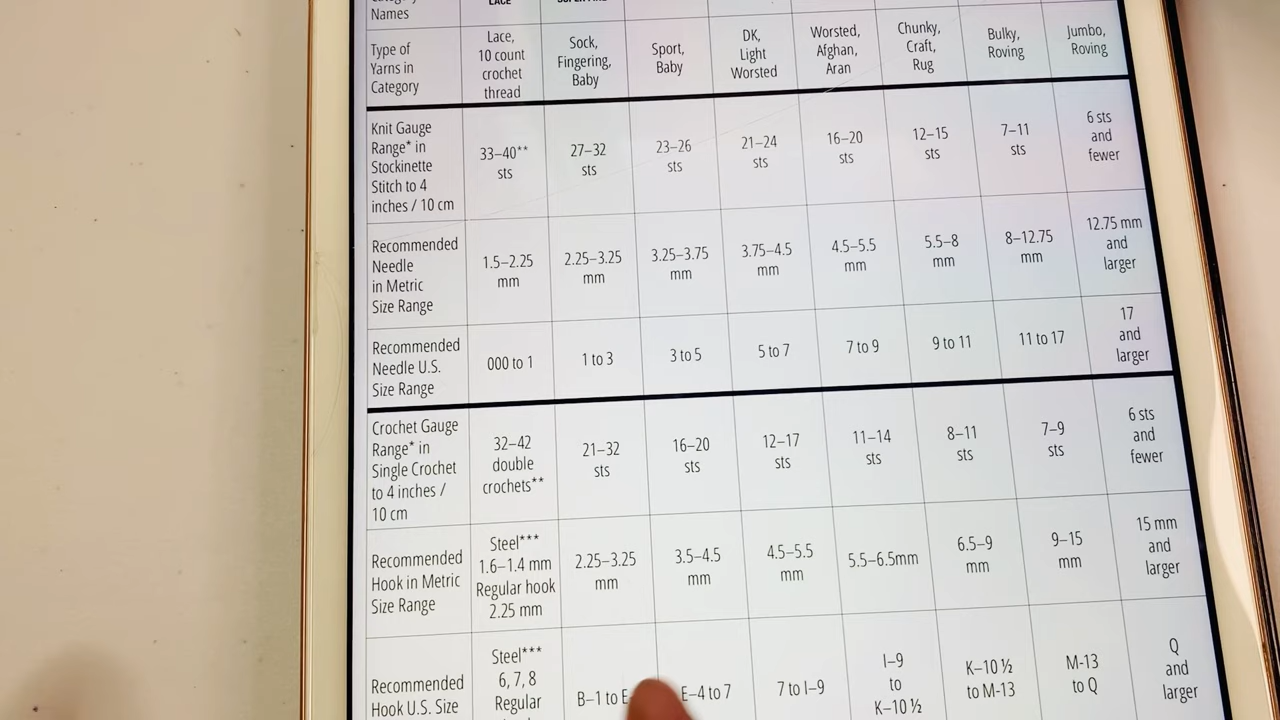 Names
LACE
Type of
Yarns in
Category
Lace,
10 count
crochet
thread
Sock,
Fingering,
Baby
Sport,
Baby
DK,
Light
Worsted
Worsted,
Afghan,
Aran
Chunky,
Craft,
Rug
Bulky,
Roving
Jumbo,
Roving
Knit Gauge
Range* in
Stockinette
Stitch to 4
inches / 10 cm
33–40**
sts
27–32
sts
23–26
sts
21–24
sts
16–20
sts
12–15
sts
7–11
sts
6 sts
and
fewer
Recommended
Needle
in Metric
Size Range
1.5–2.25
mm
2.25–3.25
mm
3.25–3.75
mm
3.75–4.5
mm
4.5–5.5
mm
5.5–8
mm
8–12.75
mm
12.75 mm
and
larger
Recommended
Needle U.S.
Size Range
000 to 1
1 to 3
3 to 5
5 to 7
7 to 9
9 to 11
11 to 17
17
and
larger
Crochet Gauge
Range* in
Single Crochet
to 4 inches /
10 cm
32–42
double
crochets**
21–32
sts
16–20
sts
12–17
sts
11–14
sts
8–11
sts
7–9
sts
6 sts
and
fewer
Recommended
Hook in Metric
Size Range
Steel***
1.6–1.4 mm
Regular hook
2.25 mm
2.25–3.25
mm
3.5–4.5
mm
4.5–5.5
mm
5.5–6.5mm
6.5–9
mm
9–15
mm
15 mm
and
larger
Recommended
Hook U.S. Size
Steel***
6, 7, 8
Regular
B–1 to E
E–4 to 7
7 to I–9
I–9
to
K–10 ½
K–10 ½
to M-13
M-13
to Q
Q
and
larger